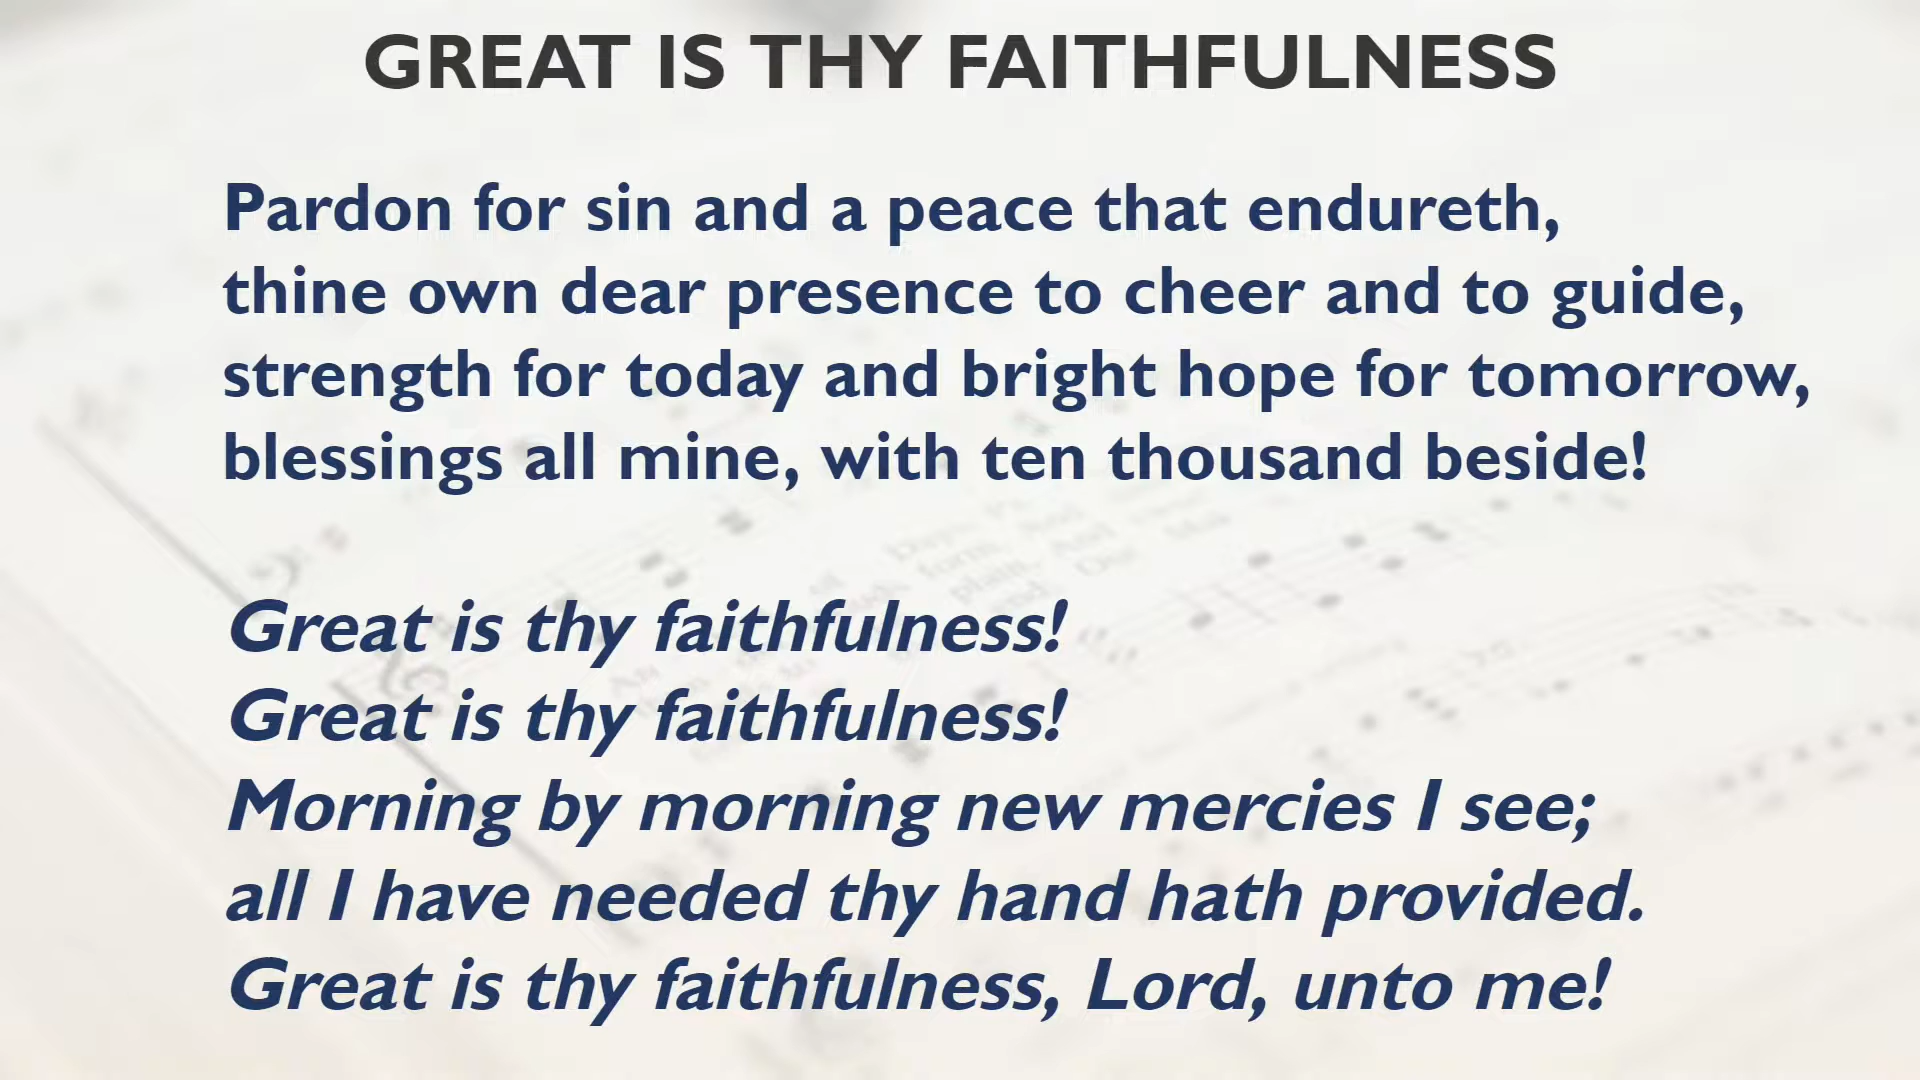 GREAT IS THY FAITHFULNESS
Pardon for sin and a peace that endureth,
thine own dear presence to cheer and to guide,
strength for today and bright hope for tomorrow,
blessings all mine, with ten thousand beside!
Great is thy faithfulness!
Great is thy faithfulness!
Morning by morning new mercies I see;
all I have needed thy hand hath provided.
Great is thy faithfulness, Lord, unto me!